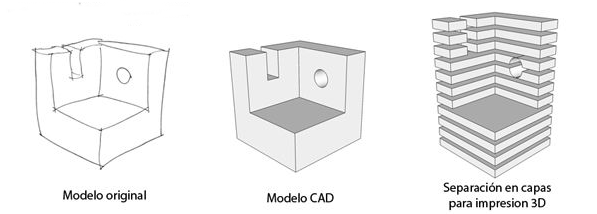 Modelo original
Modelo CAD
Separación en capas
para impresion 3D